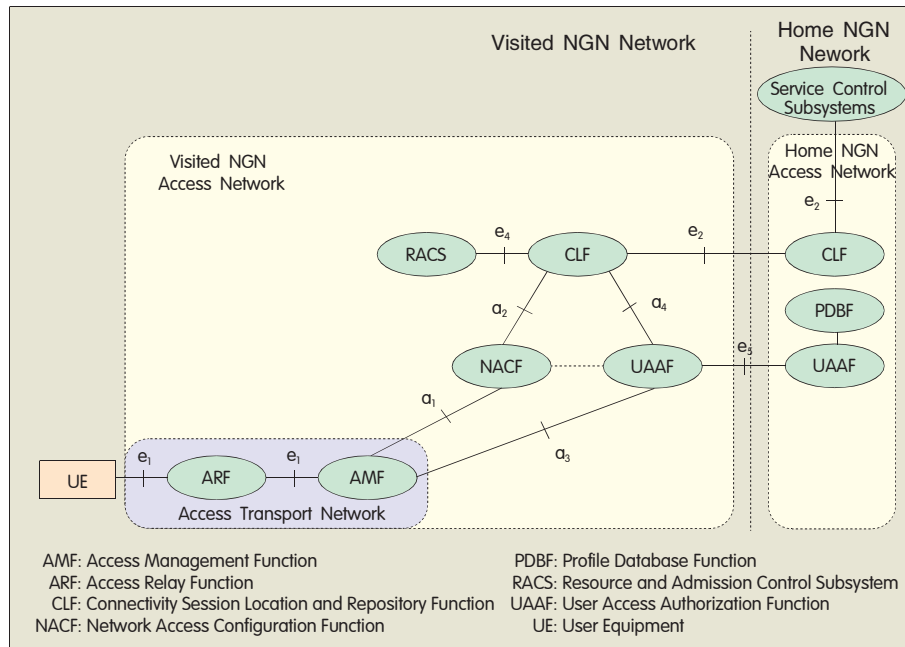 Visited NGN Network
Home NGN
Nework
Service Control
Subsystems
Visited NGN
Access Network
Home NGN
Access Network
e2
RACS
e4
CLF
e2
CLF
a2
a4
PDBF
NACF
UAAF
e5
UAAF
a1
a3
UE
e1
ARF
e1
AMF
Access Transport Network
AMF: Access Management Function
ARF: Access Relay Function
CLF: Connectivity Session Location and Repository Function
NACF: Network Access Configuration Function
PDBF: Profile Database Function
RACS: Resource and Admission Control Subsystem
UAAF: User Access Authorization Function
UE: User Equipment